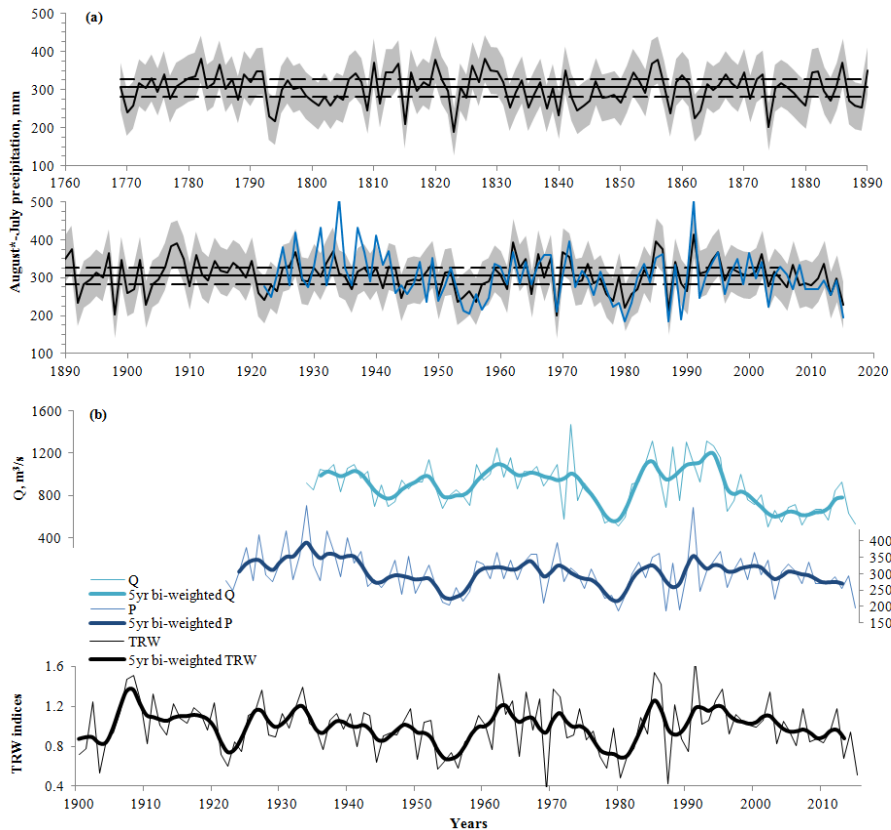 (a)
August*-July precipitation, mm
500
400
300
200
100
1760 1770 1780 1790 1800 1810 1820 1830 1840 1850 1860 1870 1880 1890
500
400
300
200
100
1890 1900 1910 1920 1930 1940 1950 1960 1970 1980 1990 2000 2010 2020
(b)
Q, m³/s
1600
1200
800
400
400
350
300
250
200
150
Q
5yr bi-weighted Q
P
5yr bi-weighted P
TRW
5yr bi-weighted TRW
TRW indices
1.6
1.2
0.8
0.4
1900 1910 1920 1930 1940 1950 1960 1970 1980 1990 2000 2010
Years